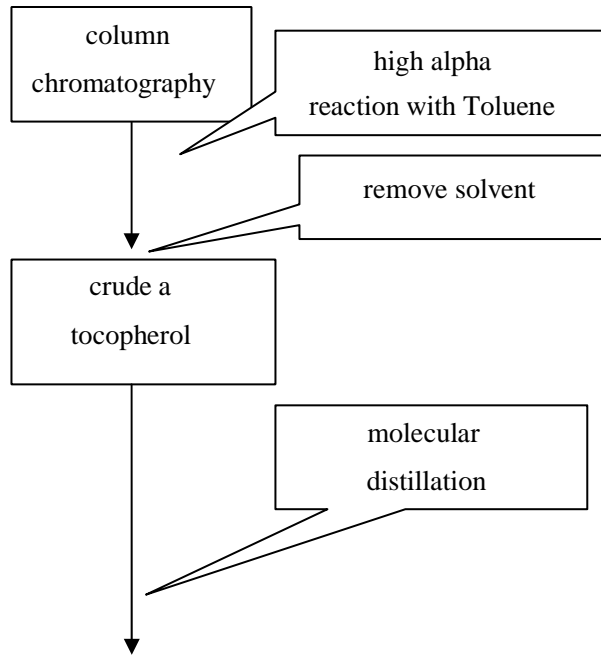 column
chromatography
high alpha
reaction with Toluene
remove solvent
crude a
tocopherol
molecular
distillation